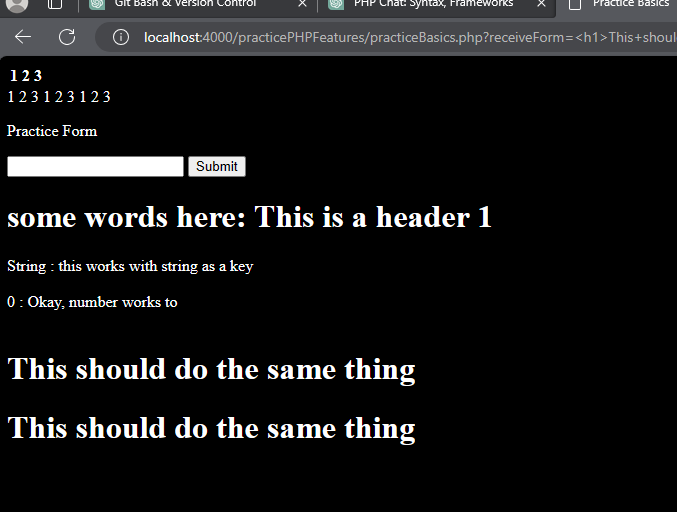 Git Bash & Version Control
PHP Chat: Syntax, Frameworks
Practice Basics
localhost:4000/practicePHPFeatures/practiceBasics.php?receiveForm=<h1>This+shoul
1 2 3
1 2 3 1 2 3 1 2 3
Practice Form
Submit
some words here: This is a header 1
String : this works with string as a key
0 : Okay, number works to
This should do the same thing
This should do the same thing